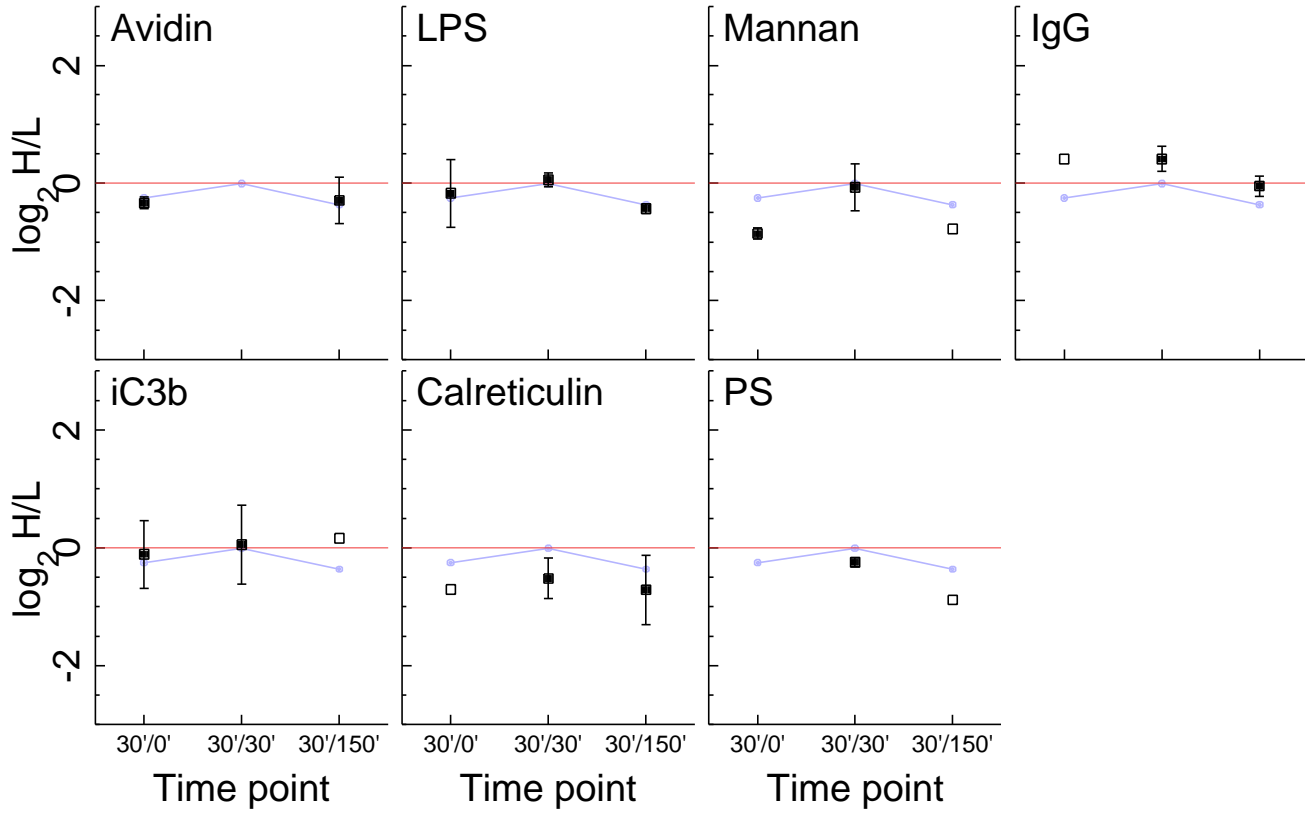 Avidin
LPS
Mannan
IgG
2
0
-2
log2 H/L
iC3b
Calreticulin
PS
2
0
-2
log2 H/L
30'/0' 30'/30' 30'/150'
30'/0' 30'/30' 30'/150'
30'/0' 30'/30' 30'/150'
Time point
Time point
Time point